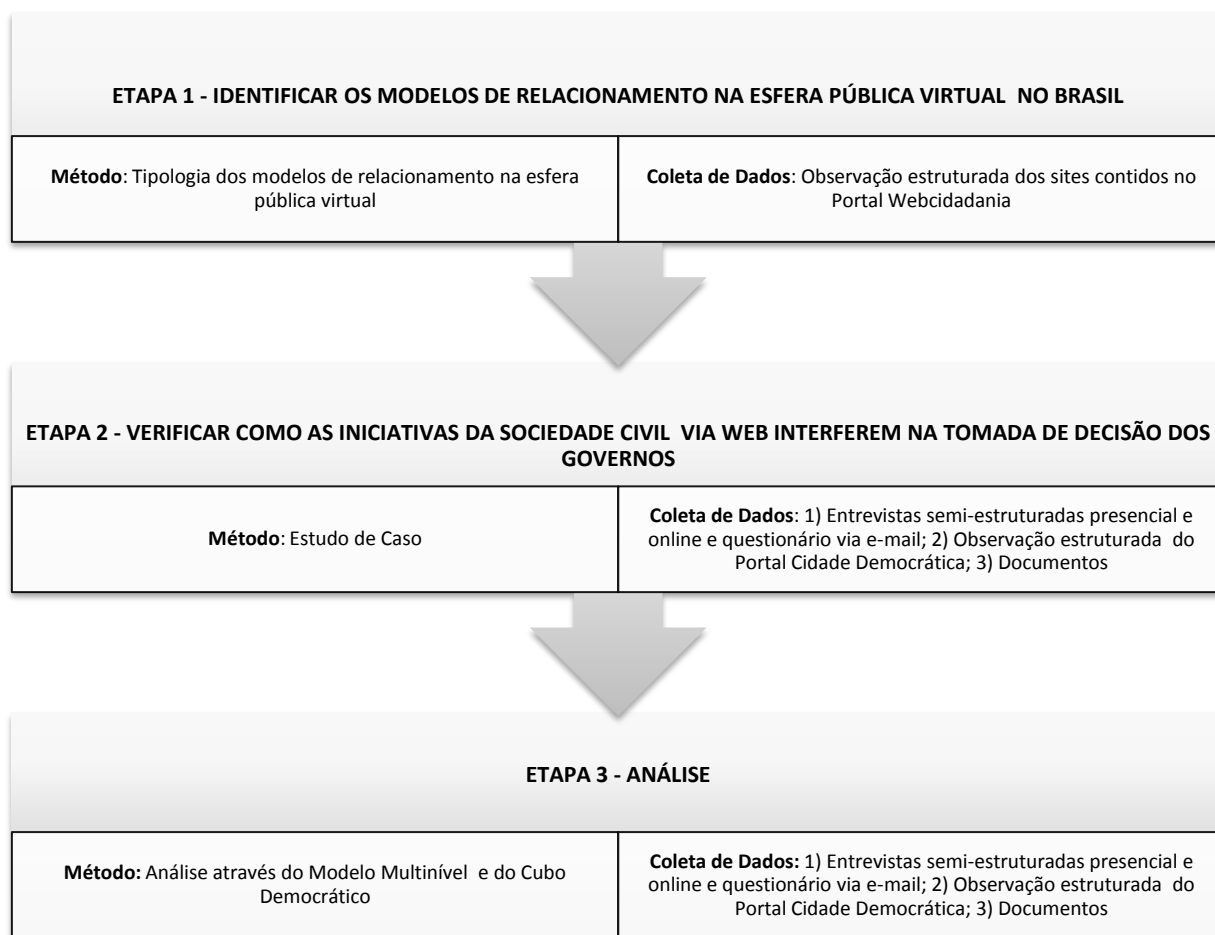 ETAPA 1 - IDENTIFICAR OS MODELOS DE RELACIONAMENTO NA ESFERA PÚBLICA VIRTUAL NO BRASIL
Método: Tipologia dos modelos de relacionamento na esfera
pública virtual
Coleta de Dados: Observação estruturada dos sites contidos no
Portal Webcidadania
ETAPA 2 - VERIFICAR COMO AS INICIATIVAS DA SOCIEDADE CIVIL VIA WEB INTERFEREM NA TOMADA DE DECISÃO DOS
GOVERNOS
Método: Estudo de Caso
Coleta de Dados: 1) Entrevistas semi-estruturadas presencial e
online e questionário via e-mail; 2) Observação estruturada do
Portal Cidade Democrática; 3) Documentos
ETAPA 3 - ANÁLISE
Método: Análise através do Modelo Multinível e do Cubo
Democrático
Coleta de Dados: 1) Entrevistas semi-estruturadas presencial e
online e questionário via e-mail; 2) Observação estruturada do
Portal Cidade Democrática; 3) Documentos